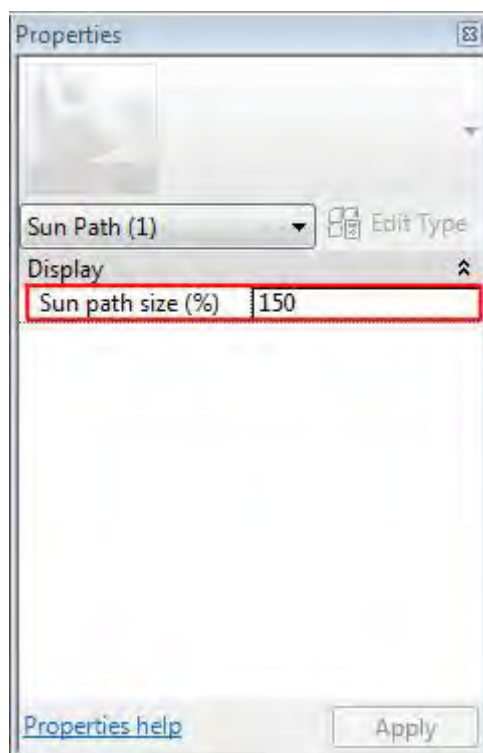 Properties
Sun Path (1) Edit Type
Display
Sun path size (%) 150
Properties help Apply